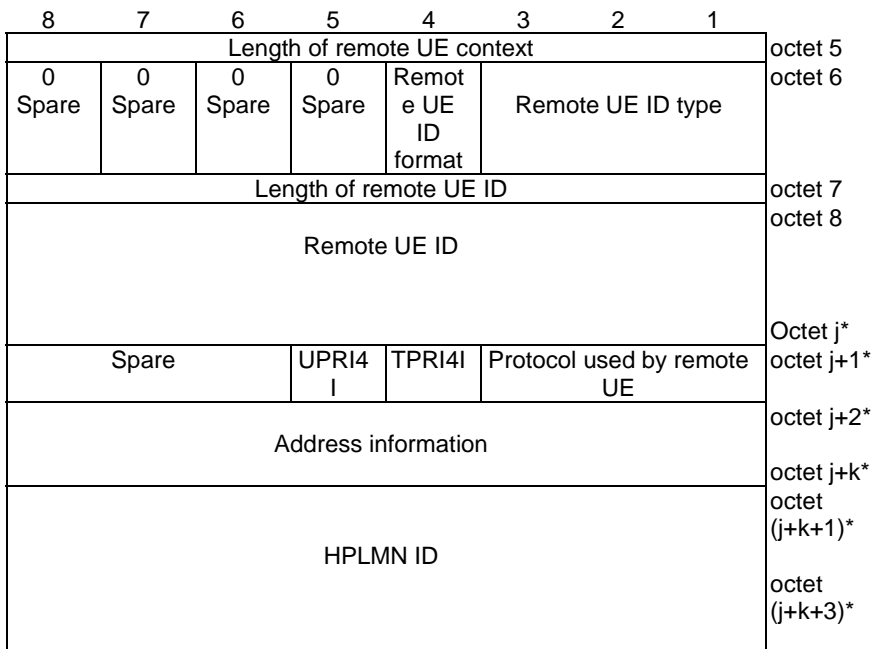 8 7 6 5 4 3 2 1
Length of remote UE context octet 5
0 0 0 0 Remot octet 6
Spare Spare Spare Spare e UE Remote UE ID type
ID
format
Length of remote UE ID octet 7
octet 8
Remote UE ID
Octet j*
Spare UPRI4 TPRI4I Protocol used by remote octet j+1*
I UE
octet j+2*
Address information
octet j+k*
octet
(j+k+1)*
HPLMN ID
octet
(j+k+3)*